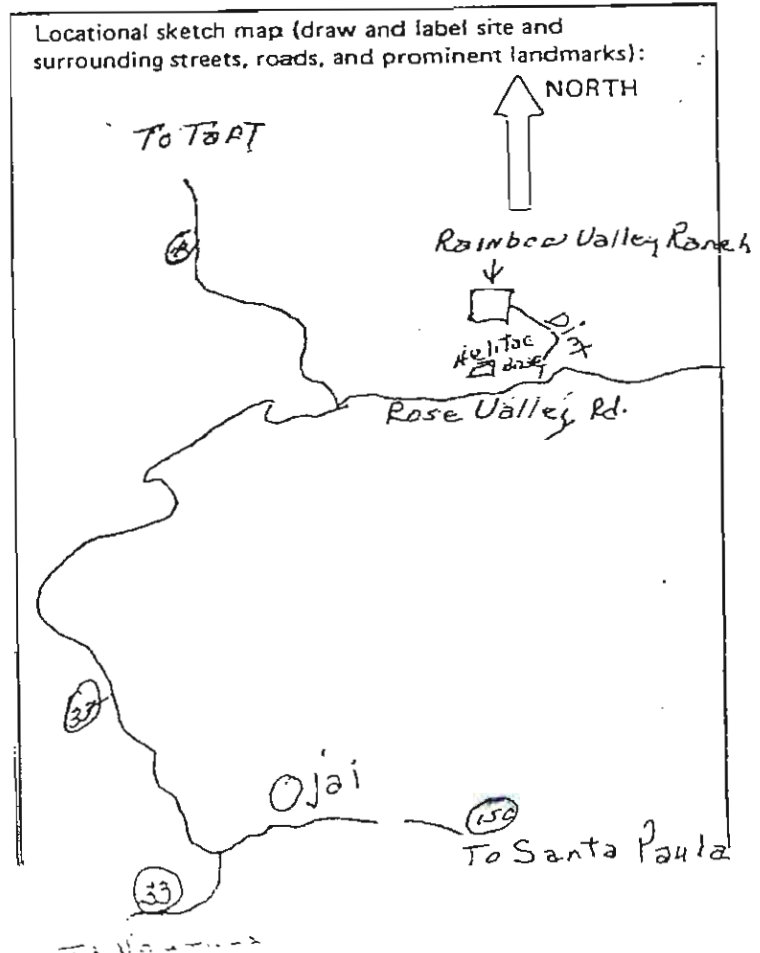 Locational sketch map (draw and label site and
surrounding streets, roads, and prominent landmarks):
NORTH
To TaFT
Rainbow Valley Ranch
Dirt
Rose Valley Rd.
33
Ojai
150
To Santa Paula
33